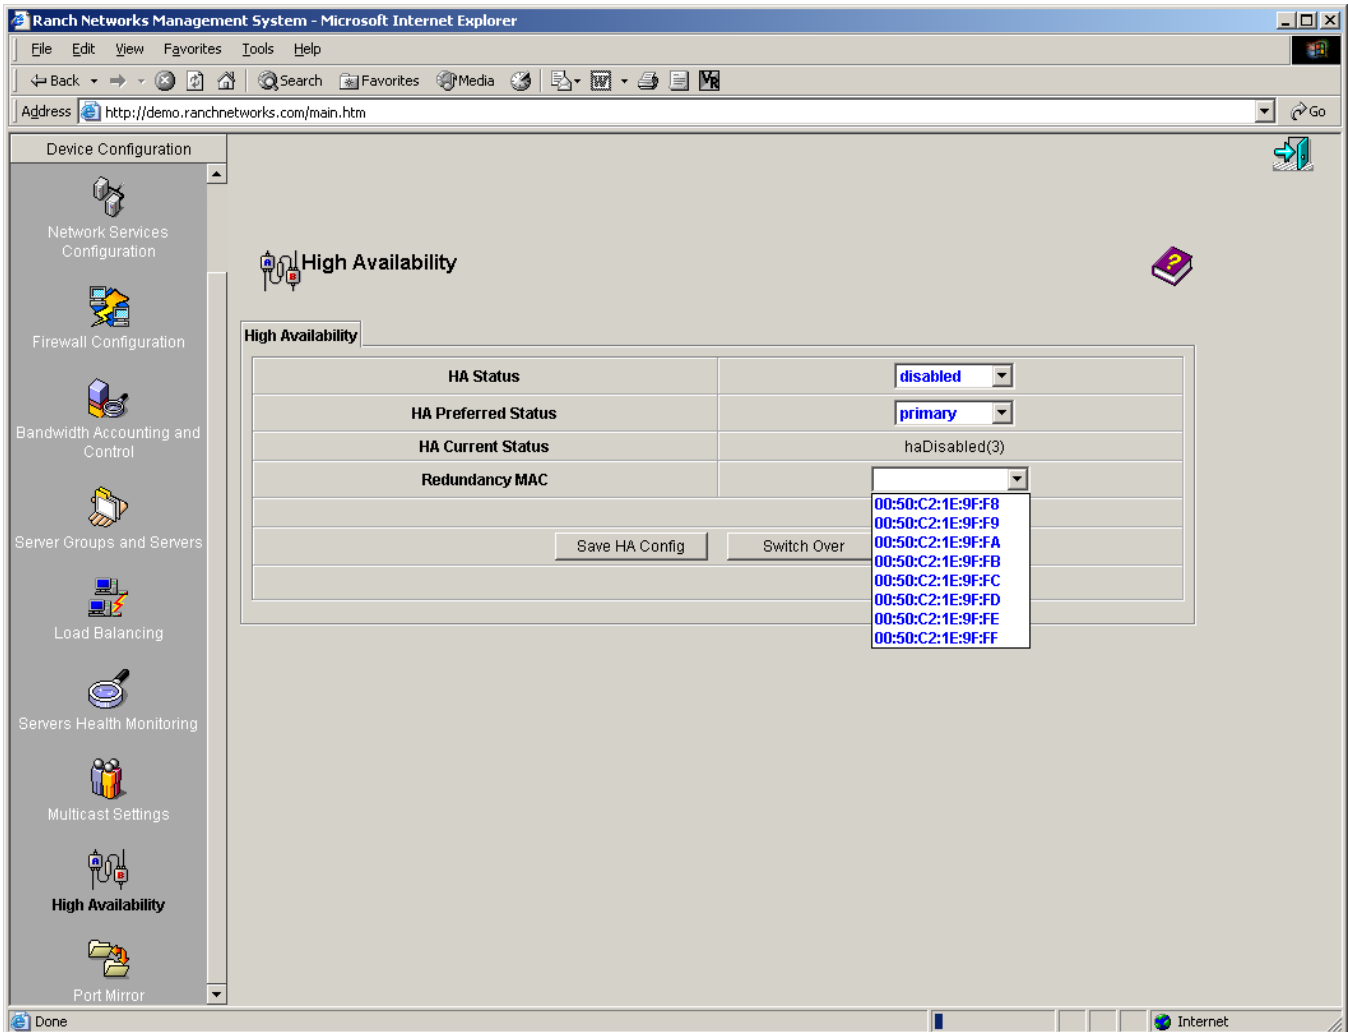 Ranch Networks Management System - Microsoft Internet Explorer
File Edit View Favorites Tools Help
Back Search Favorites Media
Address http://demo.ranchnetworks.com/main.htm Go
Device Configuration
Network Services
Configuration
Firewall Configuration
Bandwidth Accounting and
Control
Server Groups and Servers
Load Balancing
Servers Health Monitoring
Multicast Settings
High Availability
Port Mirror
High Availability
High Availability
HA Status disabled
HA Preferred Status primary
HA Current Status haDisabled(3)
Redundancy MAC
00:50:C2:1E:9F:F8
00:50:C2:1E:9F:F9
00:50:C2:1E:9F:FA
00:50:C2:1E:9F:FB
00:50:C2:1E:9F:FC
00:50:C2:1E:9F:FD
00:50:C2:1E:9F:FE
00:50:C2:1E:9F:FF
Save HA Config Switch Over
Done Internet